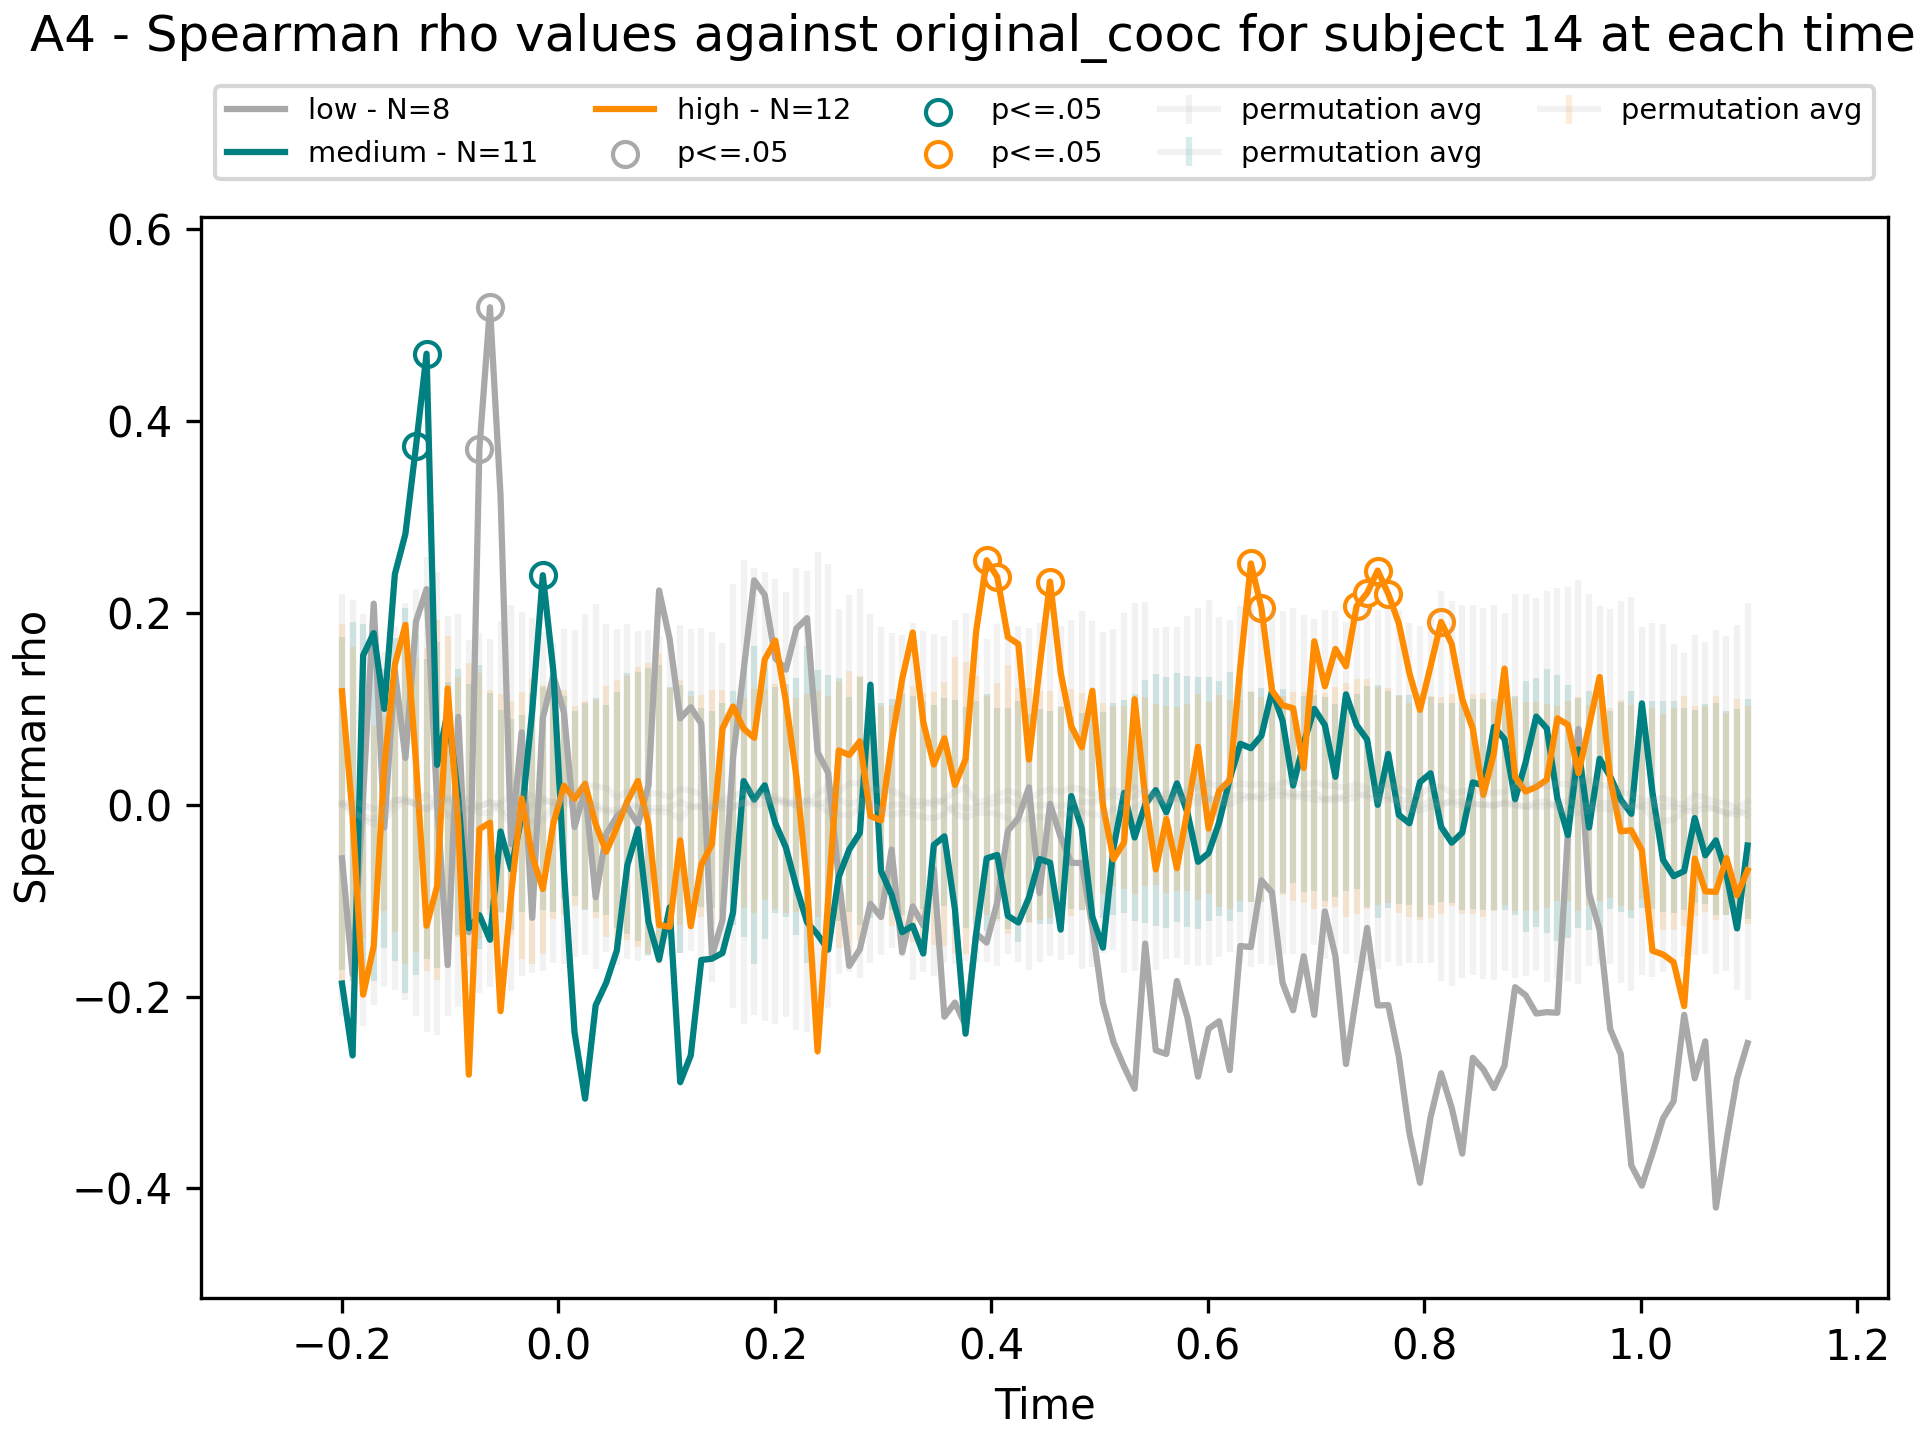 A4 - Spearman rho values against original_cooc for subject 14 at each time
low - N=8
medium - N=11
high - N=12
p<=.05
p<=.05
p<=.05
permutation avg
permutation avg
permutation avg
Spearman rho
0.6
0.4
0.2
0.0
−0.2
−0.4
−0.2 0.0 0.2 0.4 0.6 0.8 1.0 1.2
Time